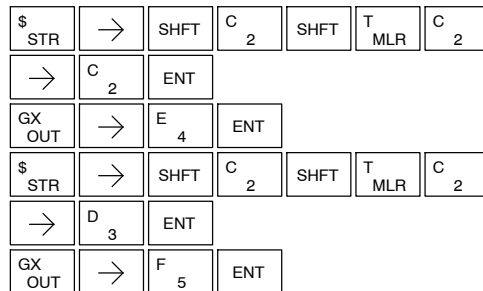 $ STR → SHFT C 2 SHFT T MLR C 2
→ C 2 ENT
GX OUT → E 4 ENT
$ STR → SHFT C 2 SHFT T MLR C 2
→ D 3 ENT
GX OUT → F 5 ENT